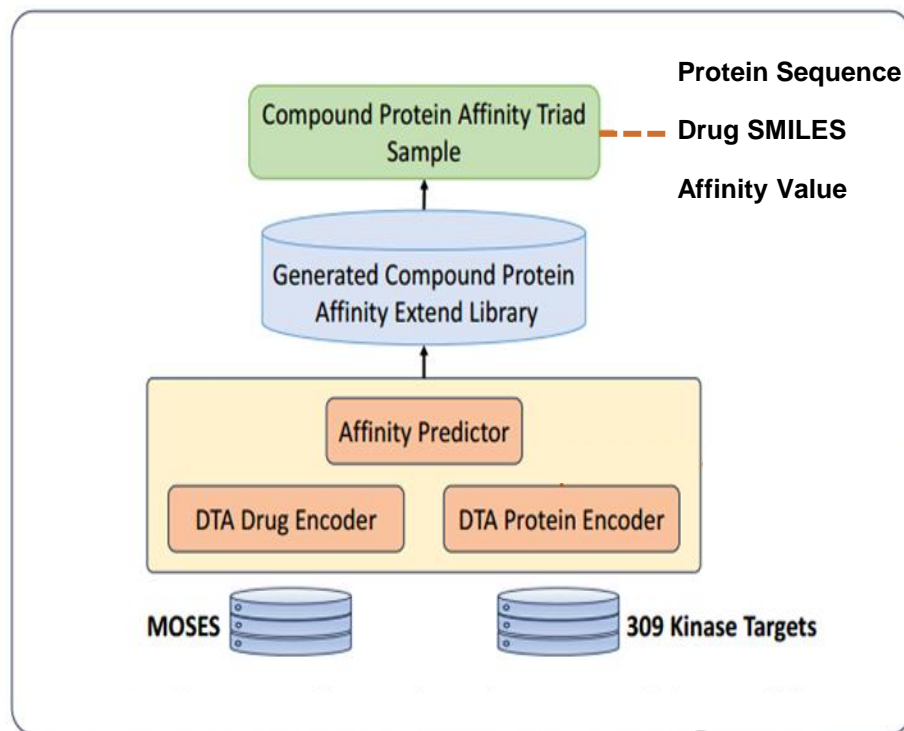 Protein Sequence
Compound Protein Affinity Triad
Sample
Drug SMILES
Affinity Value
Generated Compound Protein
Affinity Extend Library
Affinity Predictor
DTA Drug Encoder
DTA Protein Encoder
MOSES
309 Kinase Targets